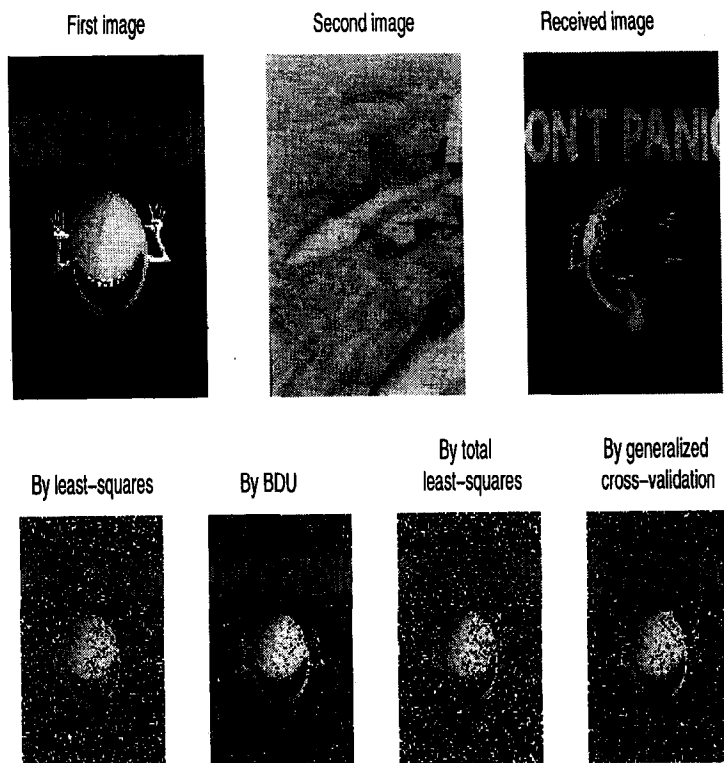 First image
Second image
Received image
ON'T PANIC
By least-squares
By BDU
By total
least-squares
By generalized
cross-validation